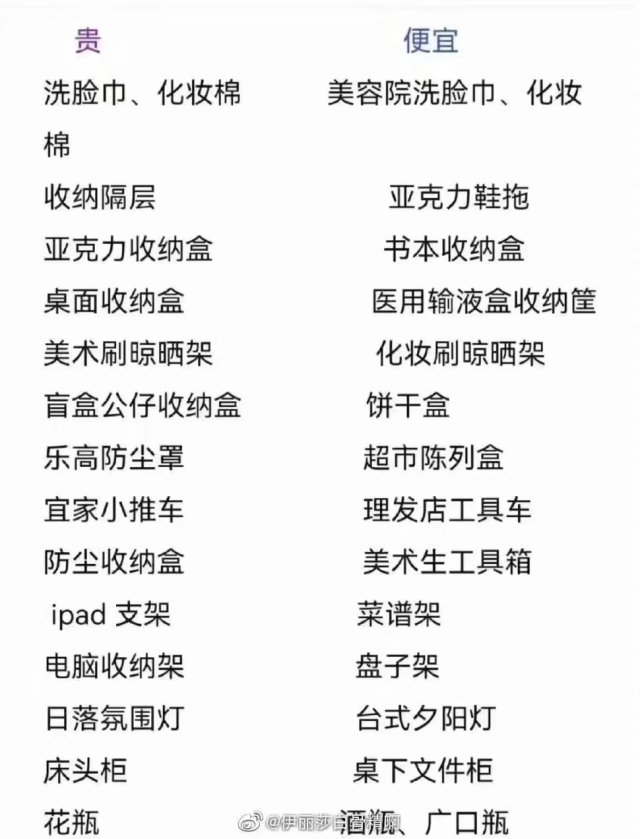 贵 便宜
洗脸巾、化妆棉 美容院洗脸巾、化妆
棉
收纳隔层 亚克力鞋拖
亚克力收纳盒 书本收纳盒
桌面收纳盒 医用输液盒收纳筐
美术刷晾晒架 化妆刷晾晒架
盲盒公仔收纳盒 饼干盒
乐高防尘罩 超市陈列盒
宜家小推车 理发店工具车
防尘收纳盒 美术生工具箱
ipad 支架 菜谱架
电脑收纳架 盘子架
日落氛围灯 台式夕阳灯
床头柜 桌下文件柜
花瓶 酒瓶、广口瓶
@伊丽莎白骨精啊